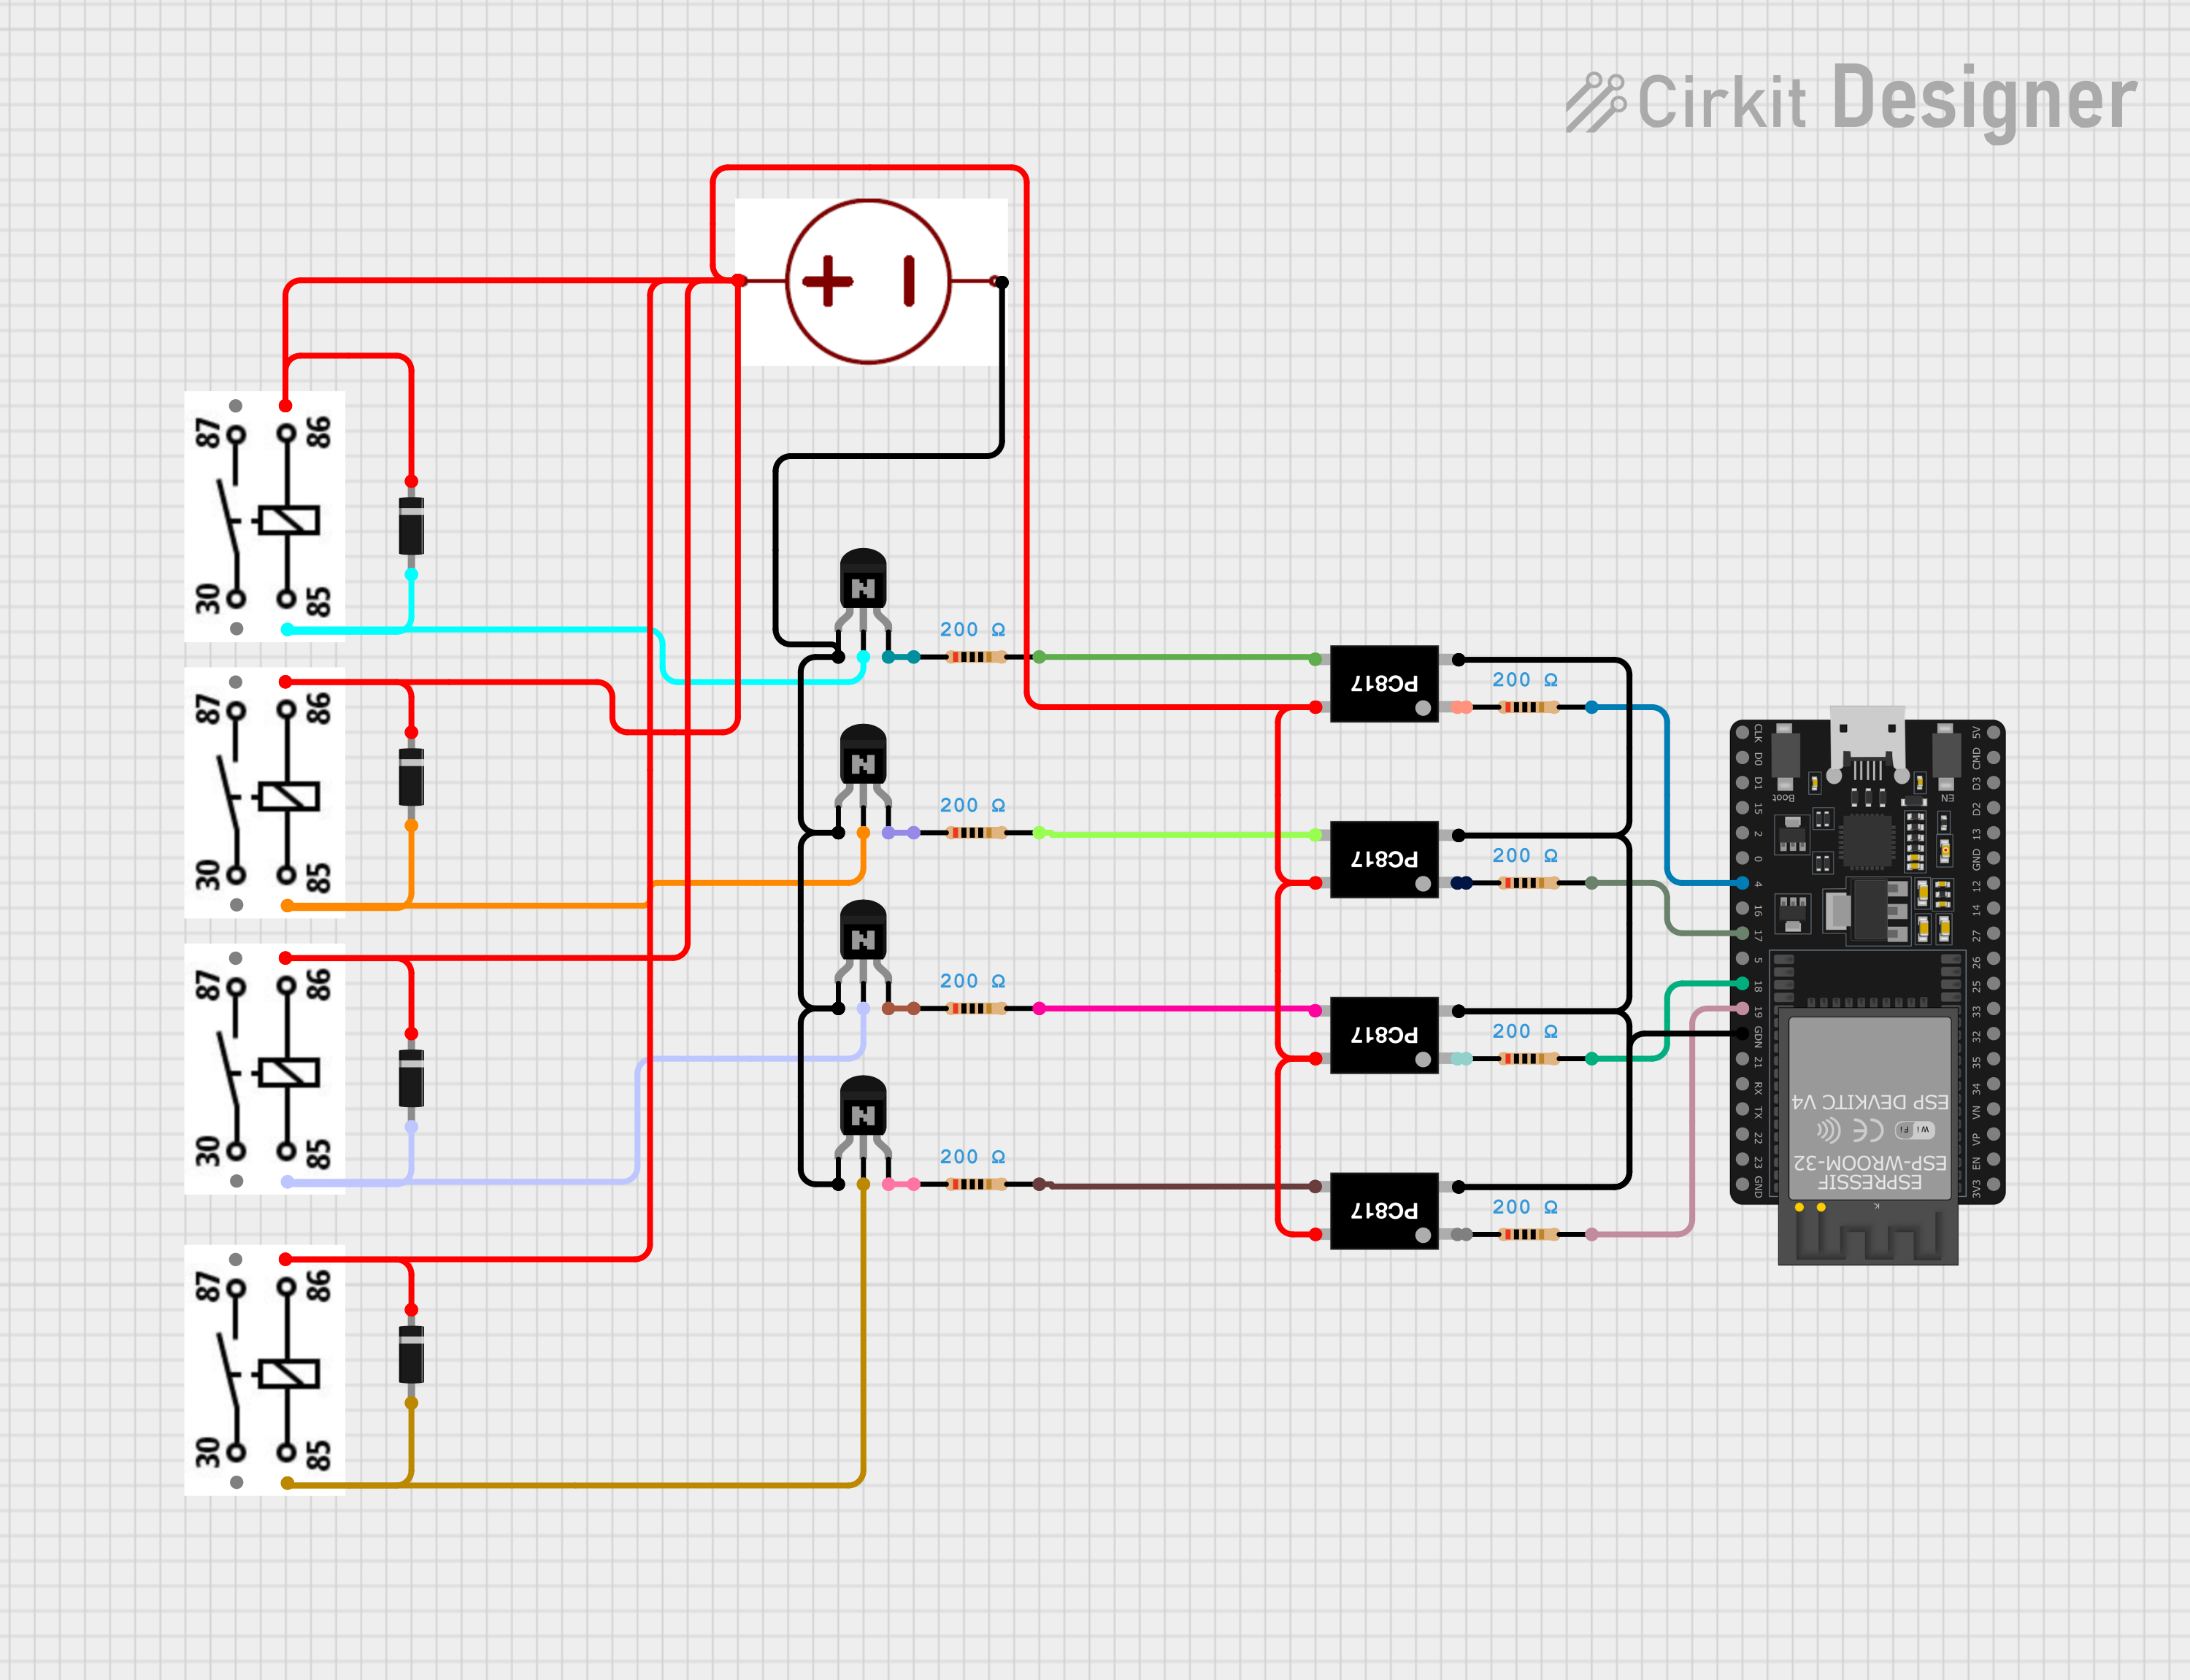 Cirkit Designer
87
86
30
85
87
86
30
85
87
86
30
85
87
86
30
85
200 Ω
200 Ω
200 Ω
200 Ω
PC817
200 Ω
PC817
200 Ω
PC817
200 Ω
PC817
200 Ω
CLK
D0
D1
15
2
0
4
16
17
5
18
19
GDN
21
RX
TX
22
23
GND
5V
CMD
D3
D2
13
GND
12
14
27
26
25
33
32
35
34
VN
VP
EN
3V3
Boot
EN
ESP DEVKITC V4
CE
Wi Fi
ESP-WROOM-32
ESPRESSIF
K